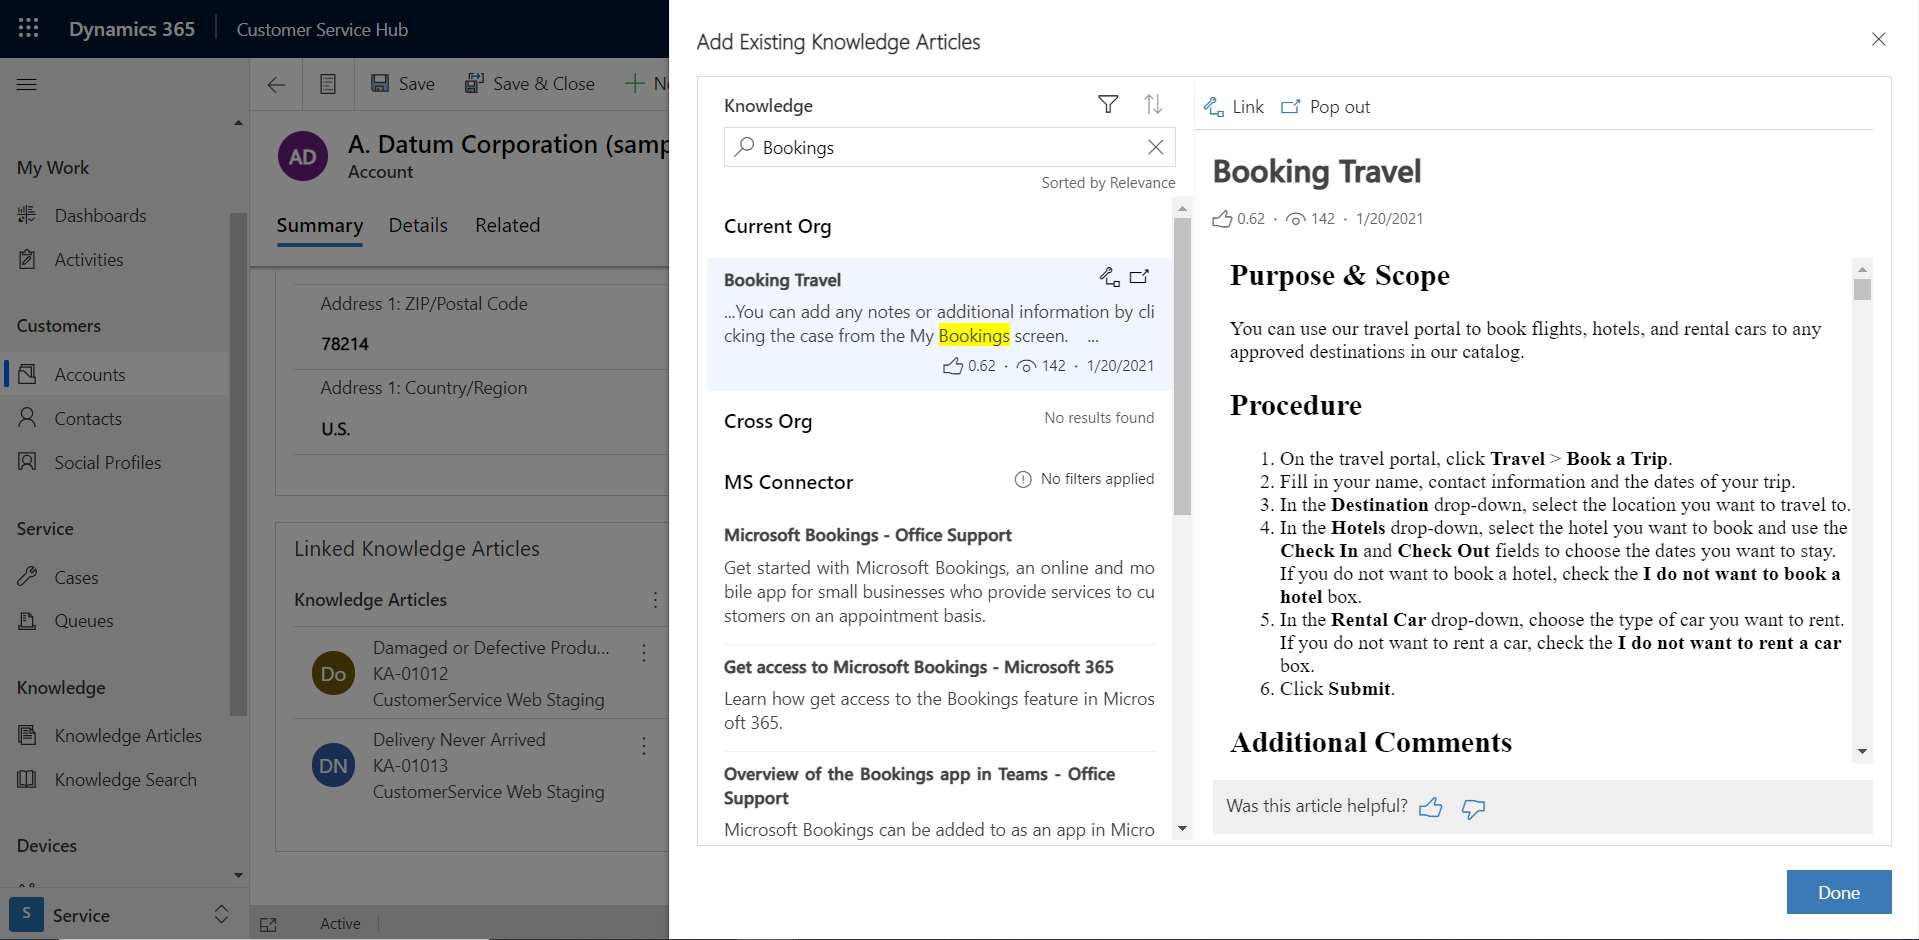 Dynamics 365
Customer Service Hub
Save
Save & Close
My Work
Dashboards
Activities
Customers
Accounts
Contacts
Social Profiles
Service
Cases
Queues
Knowledge
Knowledge Articles
Knowledge Search
Devices
S
Service
AD
A. Datum Corporation (samp
Account
Summary
Details
Related
Address 1: ZIP/Postal Code
78214
Address 1: Country/Region
U.S.
Linked Knowledge Articles
Knowledge Articles
Do
Damaged or Defective Produ...
KA-01012
CustomerService Web Staging
DN
Delivery Never Arrived
KA-01013
CustomerService Web Staging
Active
Add Existing Knowledge Articles
Knowledge
Bookings
Sorted by Relevance
Current Org
Booking Travel
...You can add any notes or additional information by cli
cking the case from the My Bookings screen. ...
0.62 · 142 · 1/20/2021
Cross Org
No results found
MS Connector
No filters applied
Microsoft Bookings - Office Support
Get started with Microsoft Bookings, an online and mo
bile app for small businesses who provide services to cu
stomers on an appointment basis.
Get access to Microsoft Bookings - Microsoft 365
Learn how get access to the Bookings feature in Micros
oft 365.
Overview of the Bookings app in Teams - Office
Support
Microsoft Bookings can be added to as an app in Micro
Link
Pop out
Booking Travel
0.62 · 142 · 1/20/2021
Purpose & Scope
You can use our travel portal to book flights, hotels, and rental cars to any
approved destinations in our catalog.
Procedure
1. On the travel portal, click Travel > Book a Trip.
2. Fill in your name, contact information and the dates of your trip.
3. In the Destination drop-down, select the location you want to travel to.
4. In the Hotels drop-down, select the hotel you want to book and use the
Check In and Check Out fields to choose the dates you want to stay.
If you do not want to book a hotel, check the I do not want to book a
hotel box.
5. In the Rental Car drop-down, choose the type of car you want to rent.
If you do not want to rent a car, check the I do not want to rent a car
box.
6. Click Submit.
Additional Comments
Was this article helpful?
Done